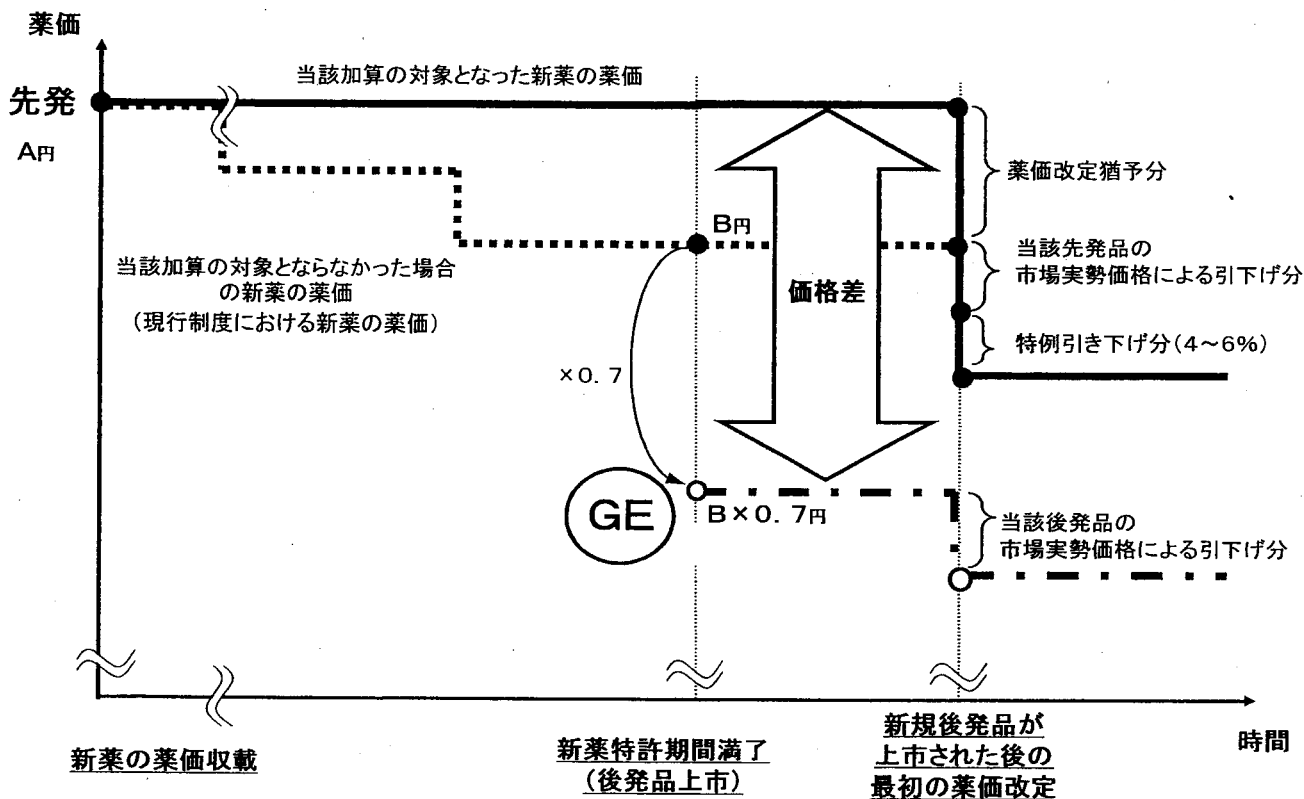 薬価
当該加算の対象となった新薬の薬価
先発
A円
薬価改定猶予分
B円
当該先発品の
市場実勢価格による引下げ分
当該加算の対象とならなかった場合
の新薬の薬価
(現行制度における新薬の薬価)
価格差
特例引き下げ分(4~6%)
×0.7
GE
B×0.7円
当該後発品の
市場実勢価格による引下げ分
新薬の薬価収載
新薬特許期間満了
(後発品上市)
新規後発品が
上市された後の
最初の薬価改定
時間